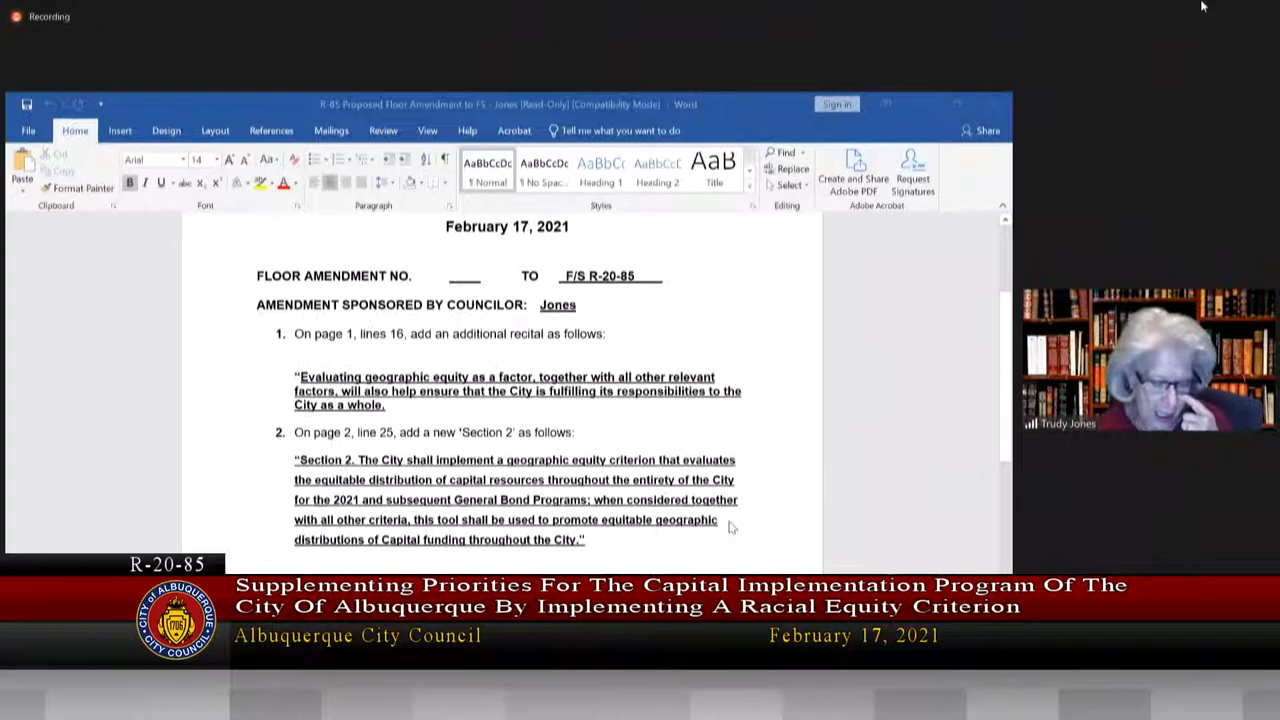 Recording
R-85 Proposed Floor Amendment to FS - Jones [Read-Only] [Compatibility Mode] - Word
Sign in
File Home Insert Design Layout References Mailings Review View Help Acrobat Tell me what you want to do Share
Paste
Cut
Copy
Format Painter
Clipboard
Arial 14
Font
Paragraph
AaBbCcDc AaBbCcDc AaBbCc AaBbCcD AaB
¶ Normal ¶ No Spac... Heading 1 Heading 2 Title
Styles
Find
Replace
Select
Editing
Create and Share Adobe PDF
Request Signatures
Adobe Acrobat
February 17, 2021
FLOOR AMENDMENT NO. ____ TO F/S R-20-85
AMENDMENT SPONSORED BY COUNCILOR: Jones
1. On page 1, lines 16, add an additional recital as follows:
"Evaluating geographic equity as a factor, together with all other relevant
factors, will also help ensure that the City is fulfilling its responsibilities to the
City as a whole.
2. On page 2, line 25, add a new 'Section 2' as follows:
"Section 2. The City shall implement a geographic equity criterion that evaluates
the equitable distribution of capital resources throughout the entirety of the City
for the 2021 and subsequent General Bond Programs; when considered together
with all other criteria, this tool shall be used to promote equitable geographic
distributions of Capital funding throughout the City."
Trudy Jones
R-20-85
Supplementing Priorities For The Capital Implementation Program Of The
City Of Albuquerque By Implementing A Racial Equity Criterion
Albuquerque City Council February 17, 2021
CITY OF ALBUQUERQUE
1706
CITY COUNCIL